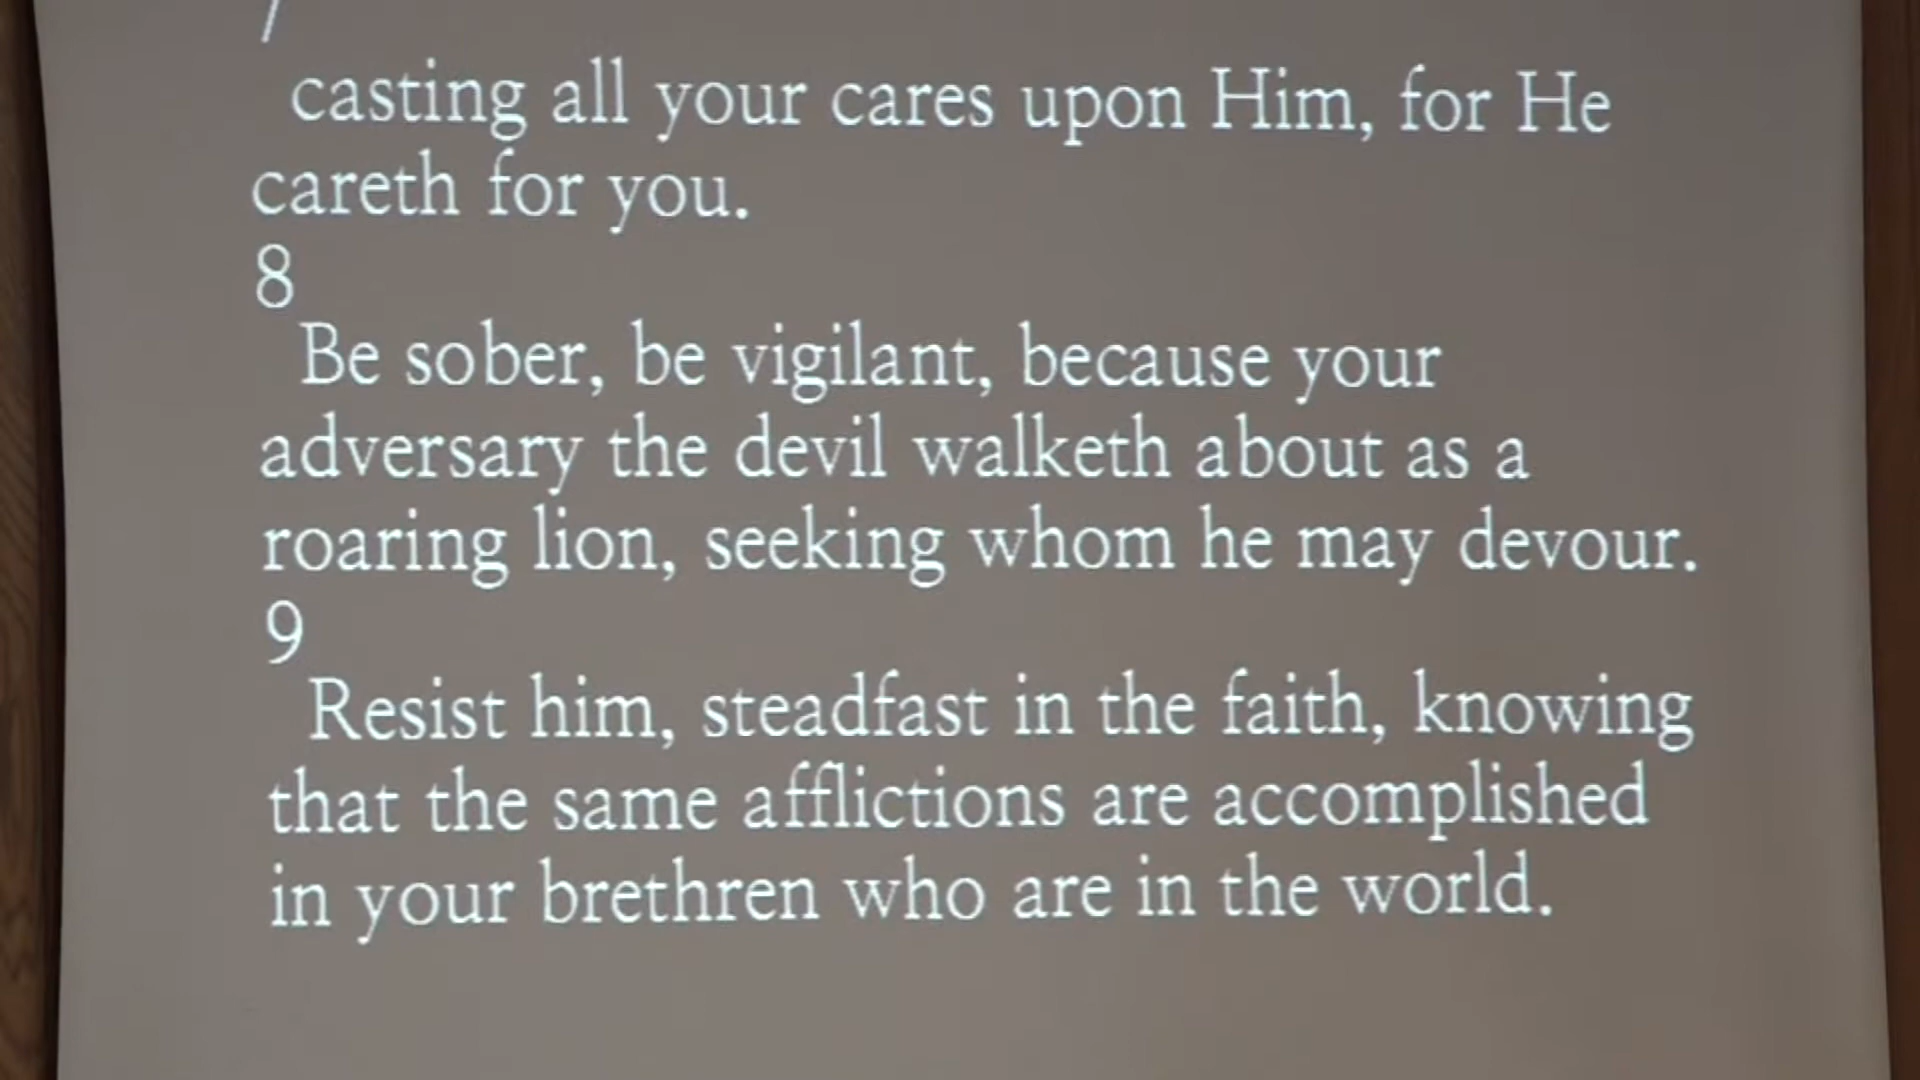 7
casting all your cares upon Him, for He
careth for you.
8
Be sober, be vigilant, because your
adversary the devil walketh about as a
roaring lion, seeking whom he may devour.
9
Resist him, steadfast in the faith, knowing
that the same afflictions are accomplished
in your brethren who are in the world.